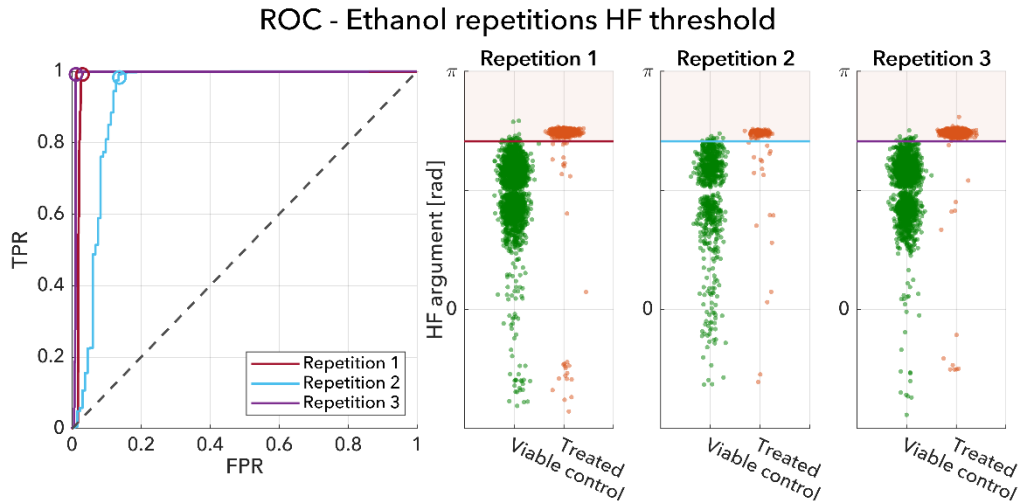 ROC - Ethanol repetitions HF threshold
1
0.8
0.6
0.4
0.2
0
0
0.2
0.4
0.6
0.8
1
TPR
FPR
Repetition 1
Repetition 2
Repetition 3
Repetition 1
π
0
HF argument [rad]
Viable control
Treated
Repetition 2
π
0
Viable control
Treated
Repetition 3
π
0
Viable control
Treated